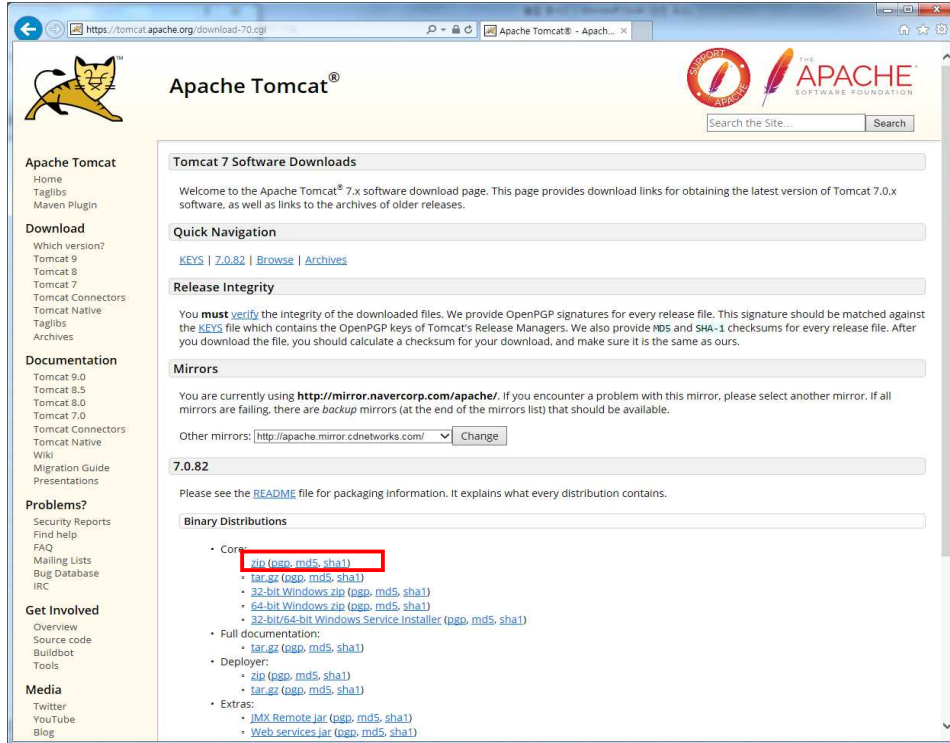 https://tomcat.apache.org/download-70.cgi
Apache Tomcat® - Apach...
TM
Apache Tomcat®
SUPPORT
APACHE
THE
APACHE®
SOFTWARE FOUNDATION
Search the Site...
Search
Apache Tomcat
Home
Taglibs
Maven Plugin
Download
Which version?
Tomcat 9
Tomcat 8
Tomcat 7
Tomcat Connectors
Tomcat Native
Taglibs
Archives
Documentation
Tomcat 9.0
Tomcat 8.5
Tomcat 8.0
Tomcat 7.0
Tomcat Connectors
Tomcat Native
Wiki
Migration Guide
Presentations
Problems?
Security Reports
Find help
FAQ
Mailing Lists
Bug Database
IRC
Get Involved
Overview
Source code
Buildbot
Tools
Media
Twitter
YouTube
Blog
Tomcat 7 Software Downloads
Welcome to the Apache Tomcat® 7.x software download page. This page provides download links for obtaining the latest version of Tomcat 7.0.x
software, as well as links to the archives of older releases.
Quick Navigation
KEYS | 7.0.82 | Browse | Archives
Release Integrity
You must verify the integrity of the downloaded files. We provide OpenPGP signatures for every release file. This signature should be matched against
the KEYS file which contains the OpenPGP keys of Tomcat's Release Managers. We also provide MD5 and SHA-1 checksums for every release file. After
you download the file, you should calculate a checksum for your download, and make sure it is the same as ours.
Mirrors
You are currently using http://mirror.navercorp.com/apache/. If you encounter a problem with this mirror, please select another mirror. If all
mirrors are failing, there are backup mirrors (at the end of the mirrors list) that should be available.
Other mirrors: http://apache.mirror.cdnetworks.com/ Change
7.0.82
Please see the README file for packaging information. It explains what every distribution contains.
Binary Distributions
• Core:
zip (pgp, md5, sha1)
• tar.gz (pgp, md5, sha1)
• 32-bit Windows zip (pgp, md5, sha1)
• 64-bit Windows zip (pgp, md5, sha1)
• 32-bit/64-bit Windows Service Installer (pgp, md5, sha1)
• Full documentation:
• tar.gz (pgp, md5, sha1)
• Deployer:
• zip (pgp, md5, sha1)
• tar.gz (pgp, md5, sha1)
• Extras:
• JMX Remote jar (pgp, md5, sha1)
• Web services jar (pgp, md5, sha1)